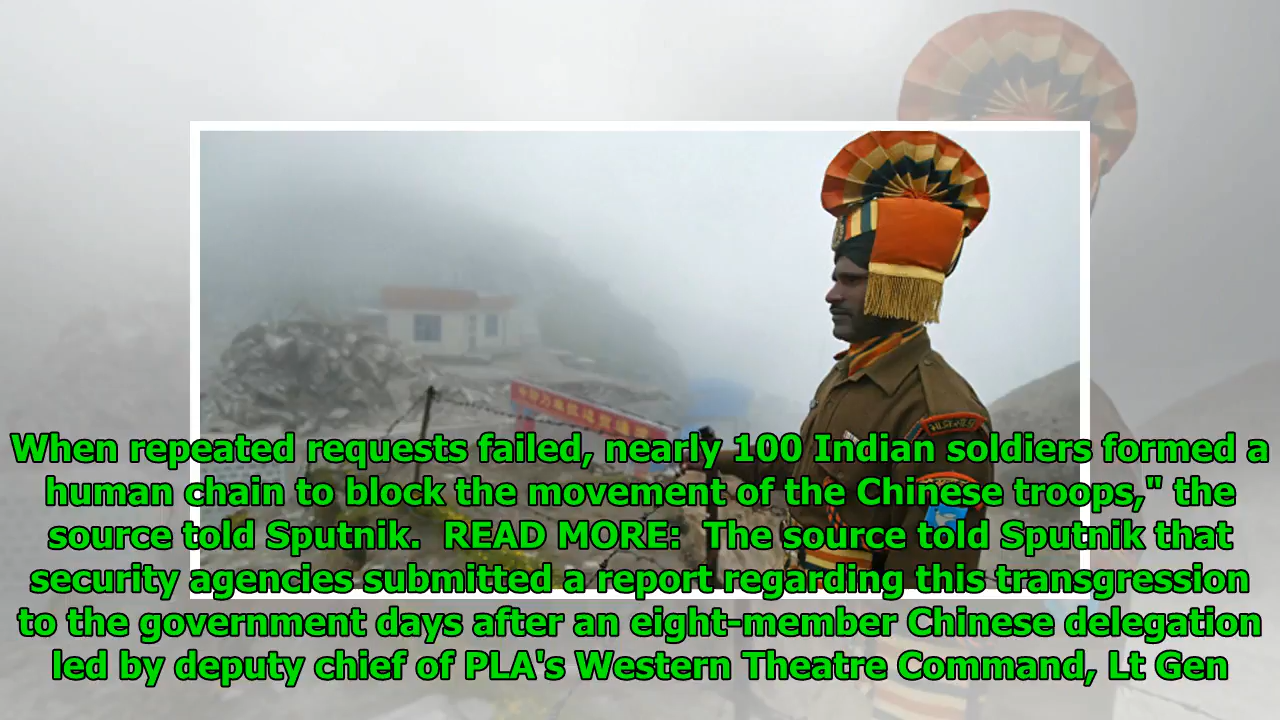 When repeated requests failed, nearly 100 Indian soldiers formed a
human chain to block the movement of the Chinese troops," the
source told Sputnik.  READ MORE:  The source told Sputnik that
security agencies submitted a report regarding this transgression
to the government days after an eight-member Chinese delegation
led by deputy chief of PLA's Western Theatre Command, Lt Gen